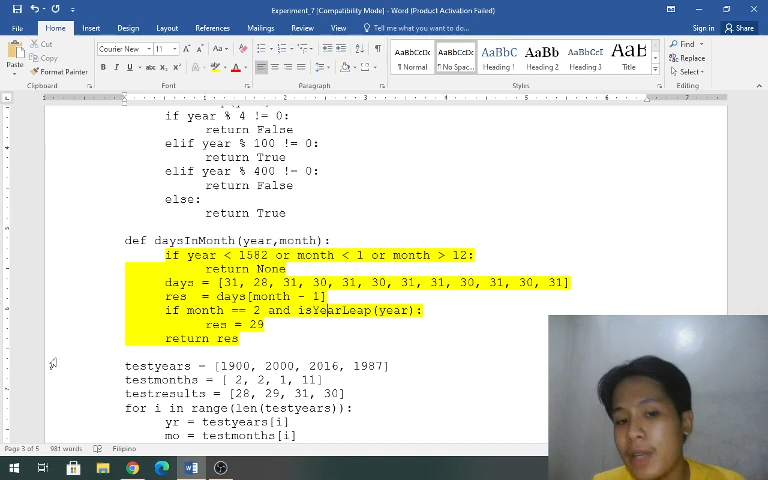 Experment_7 [Compatibility Mode] - Word (Product Activation Failed)
File Home Insert Draw Design Layout References Mailings Review View Tell me what you want to do... Sign in Share
Paste Cut Copy Format Painter
Courier New 11
Clipboard Font Paragraph Styles Editing
AaBbCcDc AaBbCcDc AaBbC AaBb AaBbCcI AaB
¶ Normal ¶ No Spac... Heading 1 Heading 2 Heading 3 Title
Find Replace Select
if year % 4 != 0:
return False
elif year % 100 != 0:
return True
elif year % 400 != 0:
return False
else:
return True
def daysInMonth(year,month):
if year < 1582 or month < 1 or month > 12:
return None
days = [31, 28, 31, 30, 31, 30, 31, 31, 30, 31, 30, 31]
res = days[month - 1]
if month == 2 and isYearLeap(year):
res = 29
return res
testyears = [1900, 2000, 2016, 1987]
testmonths = [ 2, 2, 1, 11]
testresults = [28, 29, 31, 30]
for i in range(len(testyears)):
yr = testyears[i]
mo = testmonths[i]
Page 3 of 5 981 words Filipino